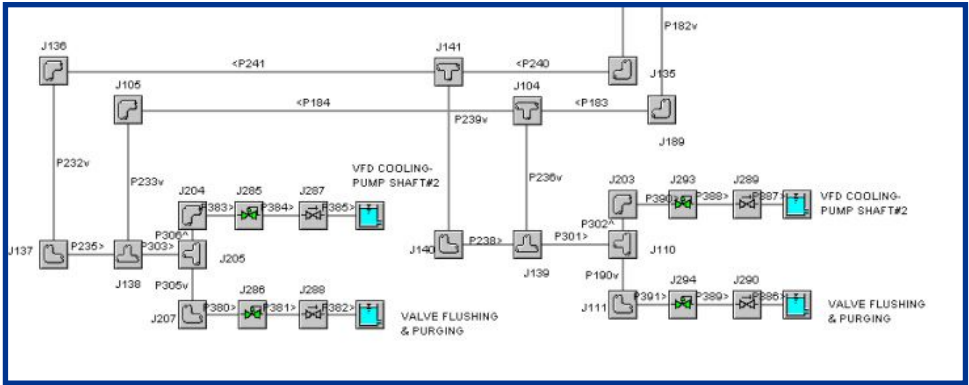 P182v
J136
J141
<P241
<P240
J135
J105
J104
<P184
<P183
P239v
J189
P232v
P233v
P236v
VFD COOLING-
PUMP SHAFT#2
J204
J285
J287
P383>
P384>
P385>
J203
J293
J289
P390>
P388>
P387>
VFD COOLING-
PUMP SHAFT#2
P306^
P302^
J137
P235>
P303>
J138
J205
J140
P238>
P301>
J139
J110
P305v
P190v
J286
J288
J207
P380>
P381>
P382>
VALVE FLUSHING
& PURGING
J294
J290
J111
P391>
P389>
P386>
VALVE FLUSHING
& PURGING